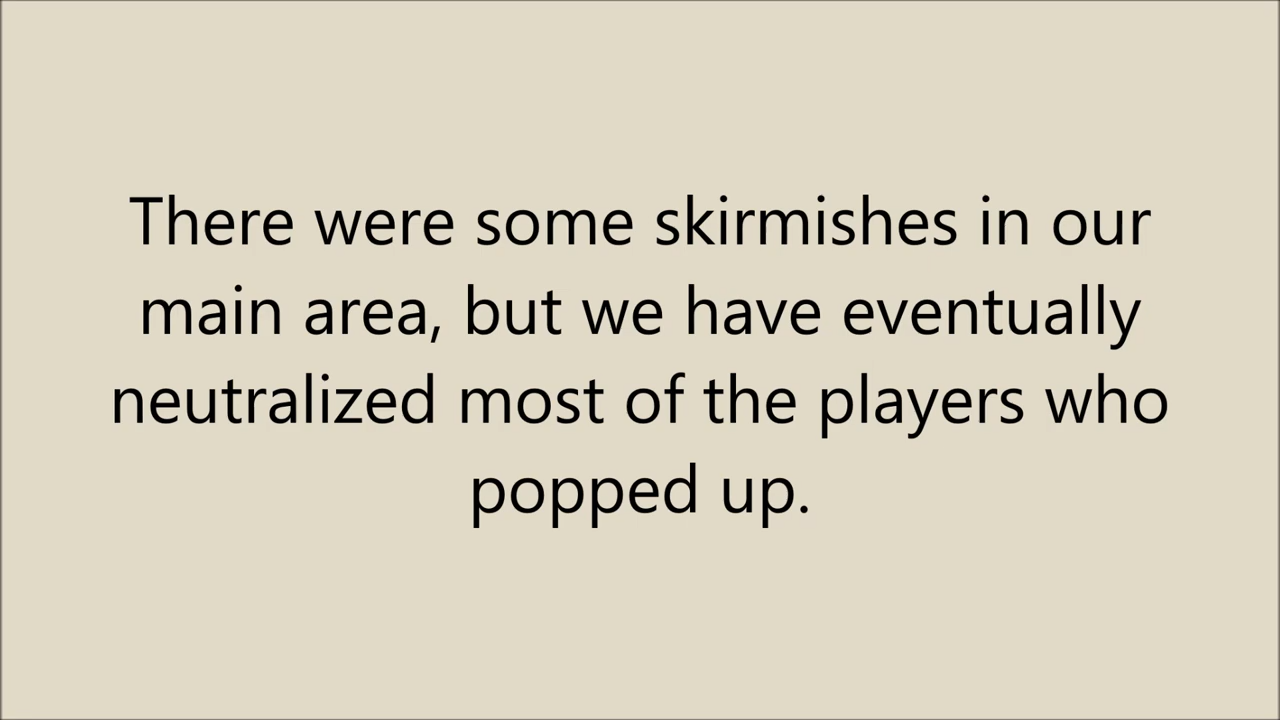 There were some skirmishes in our
main area, but we have eventually
neutralized most of the players who
popped up.